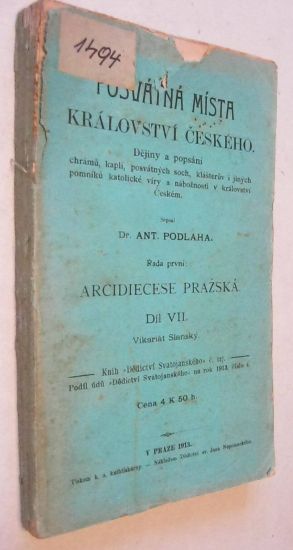 1494
POSVÁTNÁ MÍSTA
KRÁLOVSTVÍ ČESKÉHO.
Dějiny a popsání
chrámů, kaplí, posvátných soch, klášterův i jiných
pomníků katolické víry a nábožnosti v království
Českém.
Sepsal
Dr. ANT. PODLAHA.
Řada první:
ARCIDIECESE PRAŽSKÁ.
Díl VII.
Vikariát Slanský.
Knih »Dědictví Svatojanského« č.
Podíl údů »Dědictví Svatojanského« na rok 1913, číslo
Cena 4 K 50 h.
V PRAZE 1913.
Tiskem k. a. knihtiskárny. — Nákladem Dědictví sv. Jana Nepomuckého.